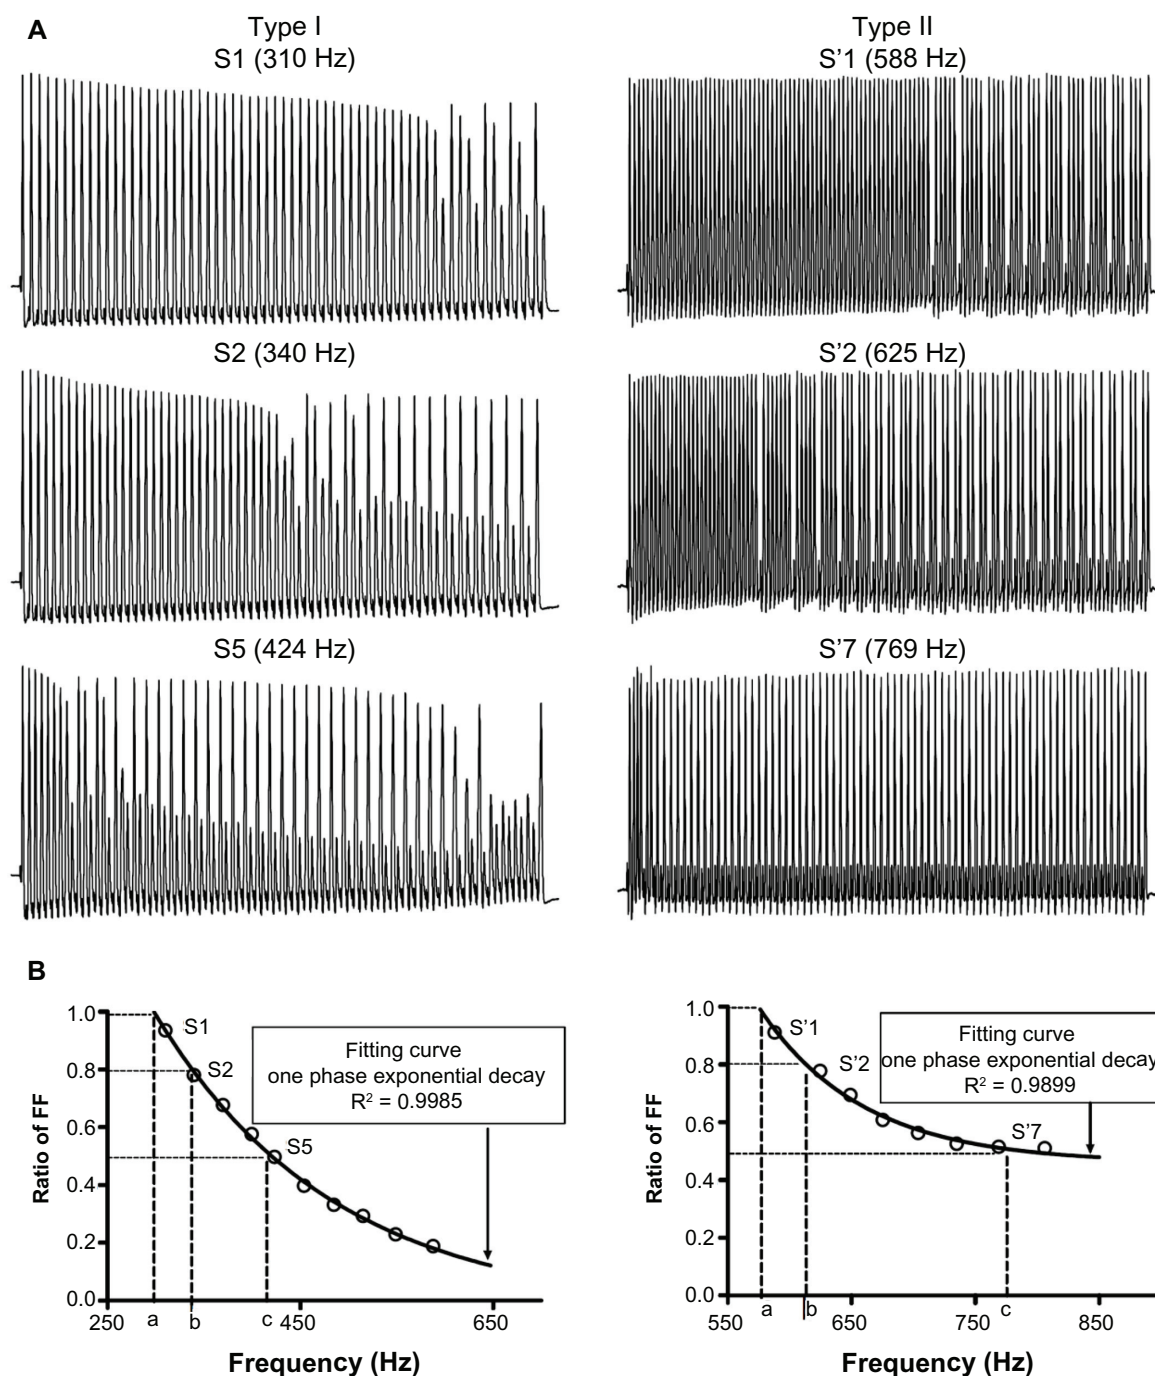 A
Type I
S1 (310 Hz)
Type II
S’1 (588 Hz)
S2 (340 Hz)
S’2 (625 Hz)
S5 (424 Hz)
S’7 (769 Hz)
B
Ratio of FF
1.0
0.8
0.6
0.4
0.2
0.0
S1
S2
S5
Fitting curve
one phase exponential decay
R² = 0.9985
250
a
b
c
450
650
Frequency (Hz)
Ratio of FF
1.0
0.8
0.6
0.4
0.2
0.0
S’1
S’2
S’7
Fitting curve
one phase exponential decay
R² = 0.9899
550
a
b
650
750
c
850
Frequency (Hz)